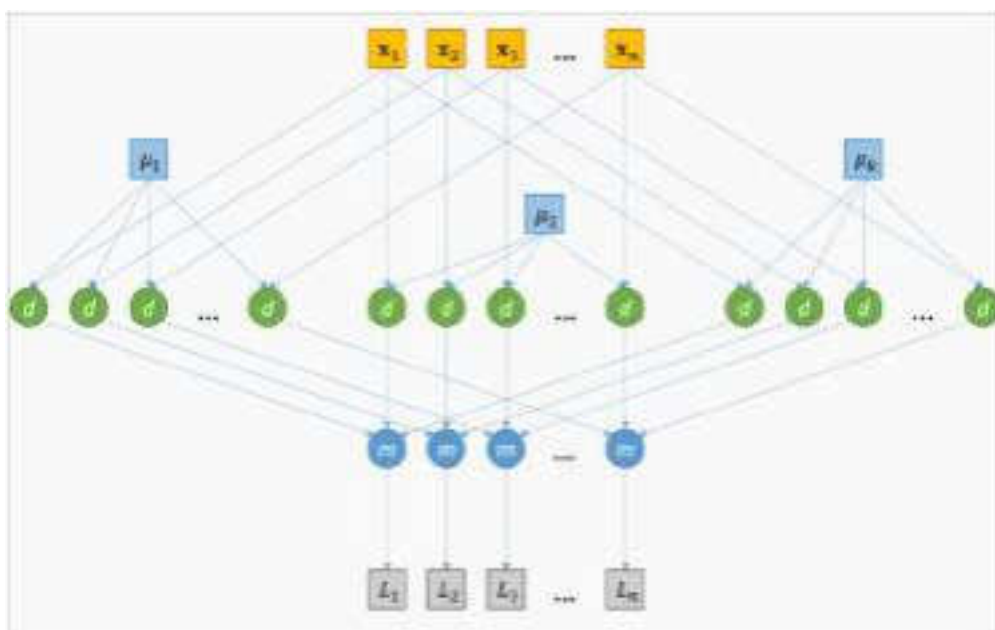 x₁ x₂ x₃ ... xₙ
μ₁ μₖ
μ₂
d d d ... d d d d ... d d d d ... d
m m m ... m
L₁ L₂ L₃ ... Lₙ